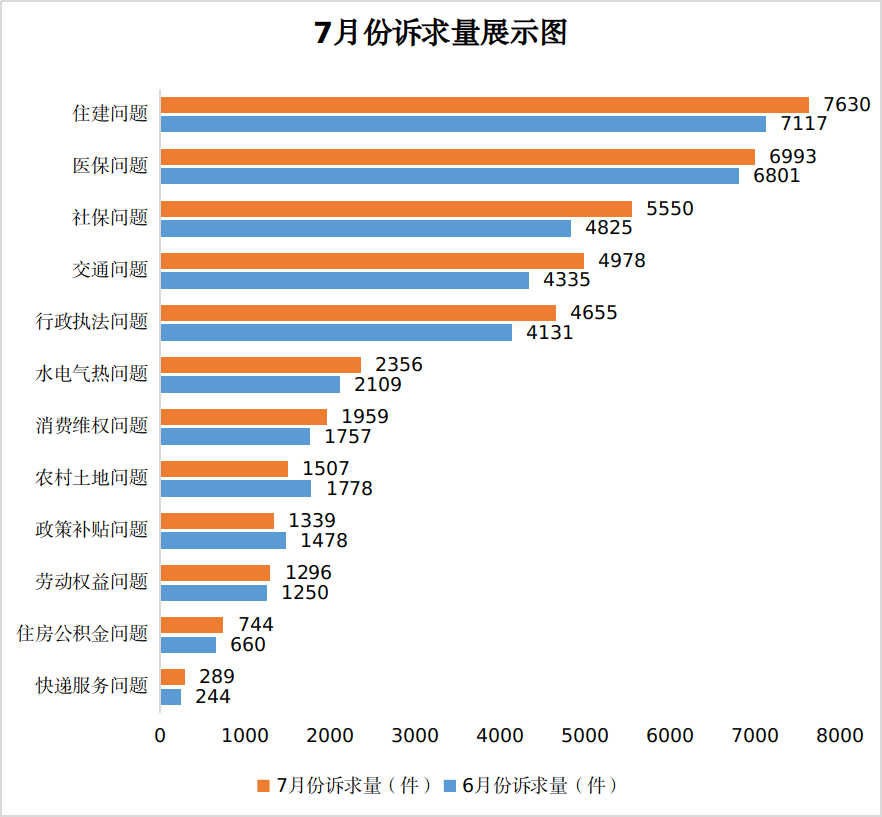 7月份诉求量展示图
住建问题 7630
7117
医保问题 6993
6801
社保问题 5550
4825
交通问题 4978
4335
行政执法问题 4655
4131
水电气热问题 2356
2109
消费维权问题 1959
1757
农村土地问题 1507
1778
政策补贴问题 1339
1478
劳动权益问题 1296
1250
住房公积金问题 744
660
快递服务问题 289
244
0 1000 2000 3000 4000 5000 6000 7000 8000
7月份诉求量（件） 6月份诉求量（件）